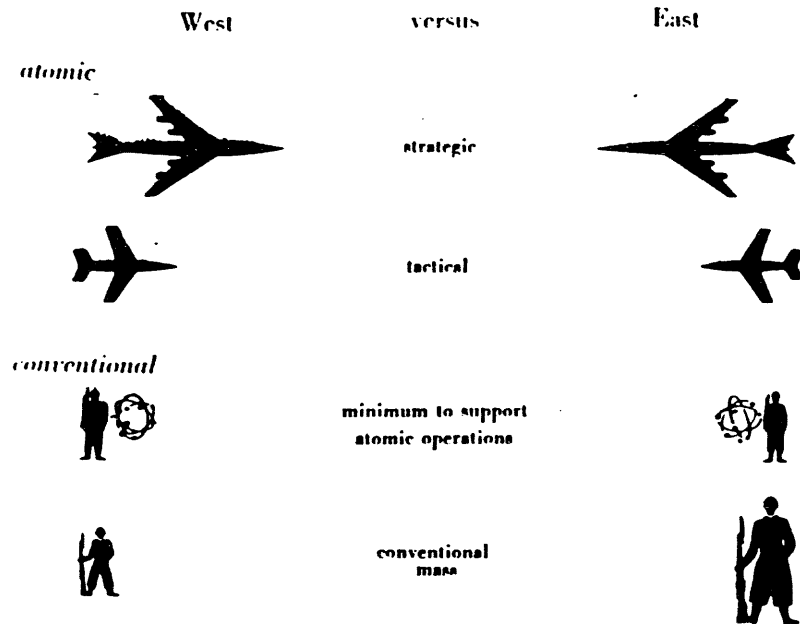 West versus East
atomic
strategic
tactical
conventional
minimum to support
atomic operations
conventional
mass